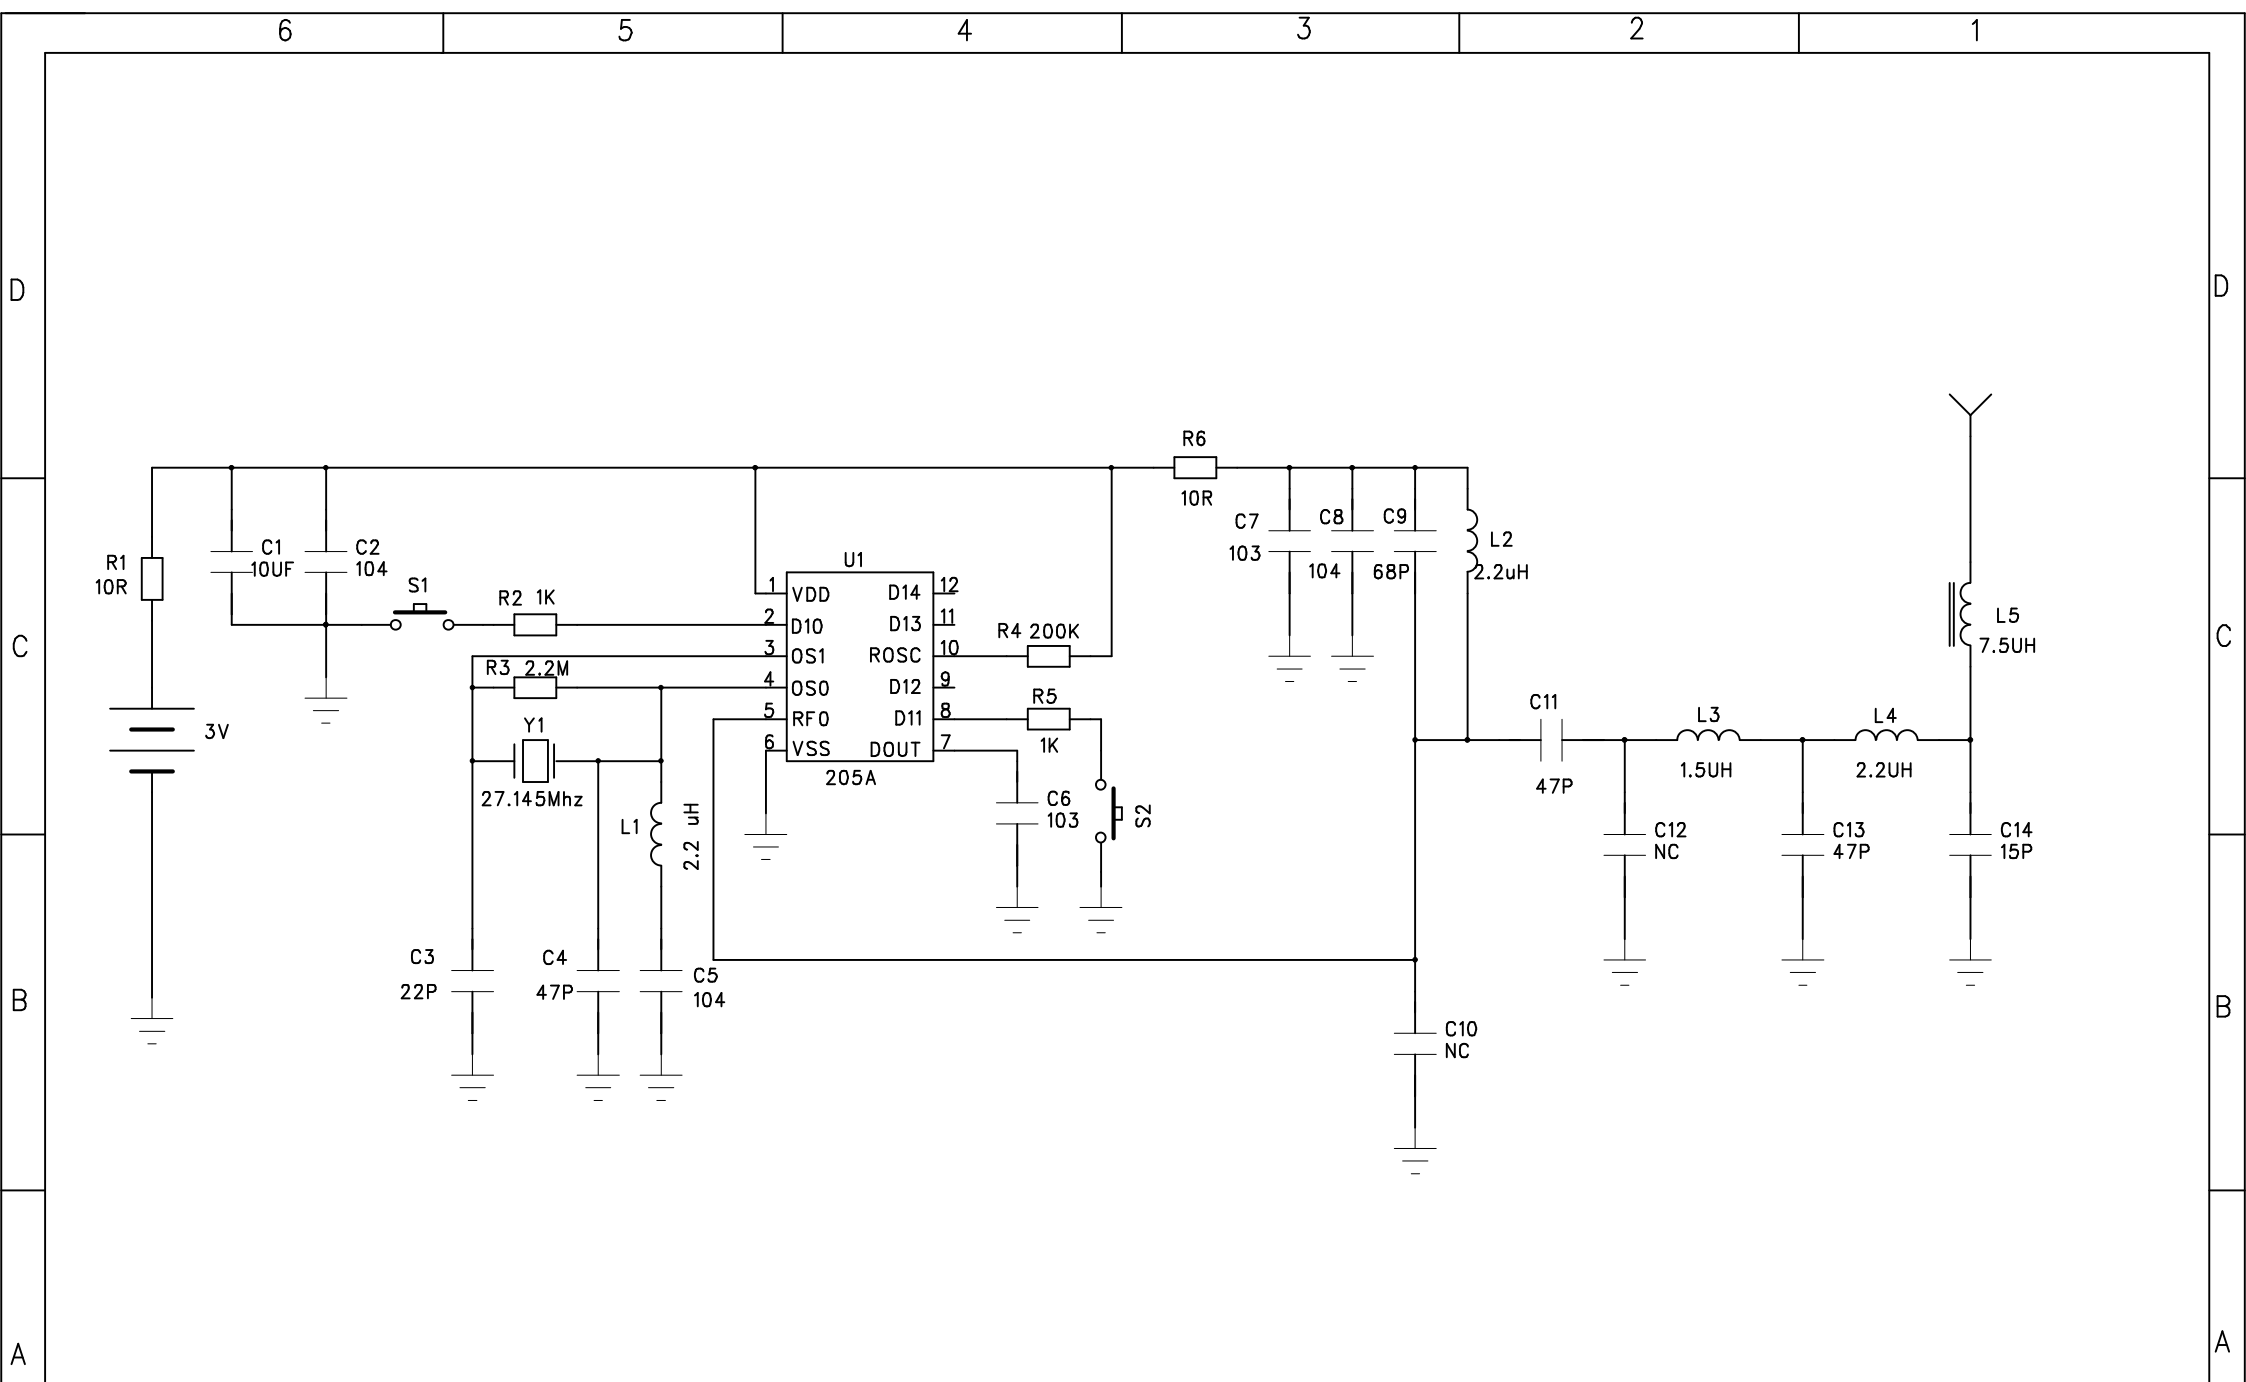 6 5 4 3 2 1
D D
R6
10R
C7
103
C8
104
C9
68P
L2
2.2uH
R1
10R
C1
10UF
C2
104
S1
R2 1K
U1
1 VDD D14 12
2 D10 D13 11
3 OS1 ROSC 10
4 OS0 D12 9
5 RFO D11 8
6 VSS DOUT 7
205A
R4 200K
R3 2.2M
R5
1K
L5
7.5UH
C C
3V
Y1
27.145Mhz
L1
2.2 uH
C6
103
S2
C11
47P
L3
1.5UH
L4
2.2UH
C12
NC
C13
47P
C14
15P
C3
22P
C4
47P
C5
104
B B
C10
NC
A A